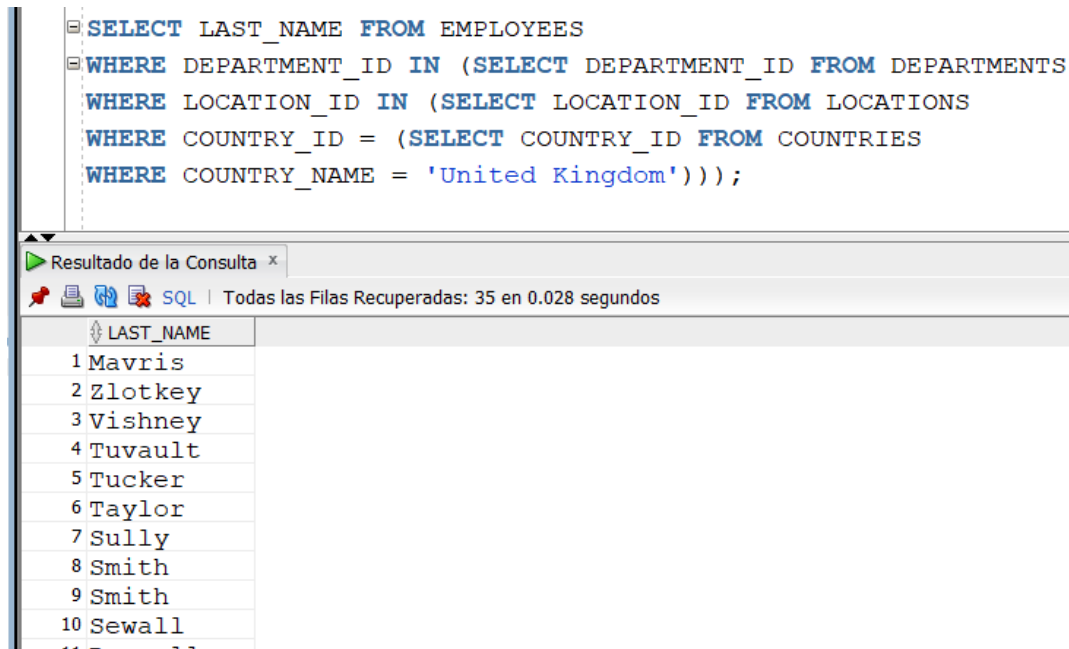 SELECT LAST_NAME FROM EMPLOYEES
WHERE DEPARTMENT_ID IN (SELECT DEPARTMENT_ID FROM DEPARTMENTS
WHERE LOCATION_ID IN (SELECT LOCATION_ID FROM LOCATIONS
WHERE COUNTRY_ID = (SELECT COUNTRY_ID FROM COUNTRIES
WHERE COUNTRY_NAME = 'United Kingdom')));
Resultado de la Consulta x
SQL | Todas las Filas Recuperadas: 35 en 0.028 segundos
LAST_NAME
1 Mavris
2 Zlotkey
3 Vishney
4 Tuvault
5 Tucker
6 Taylor
7 Sully
8 Smith
9 Smith
10 Sewall